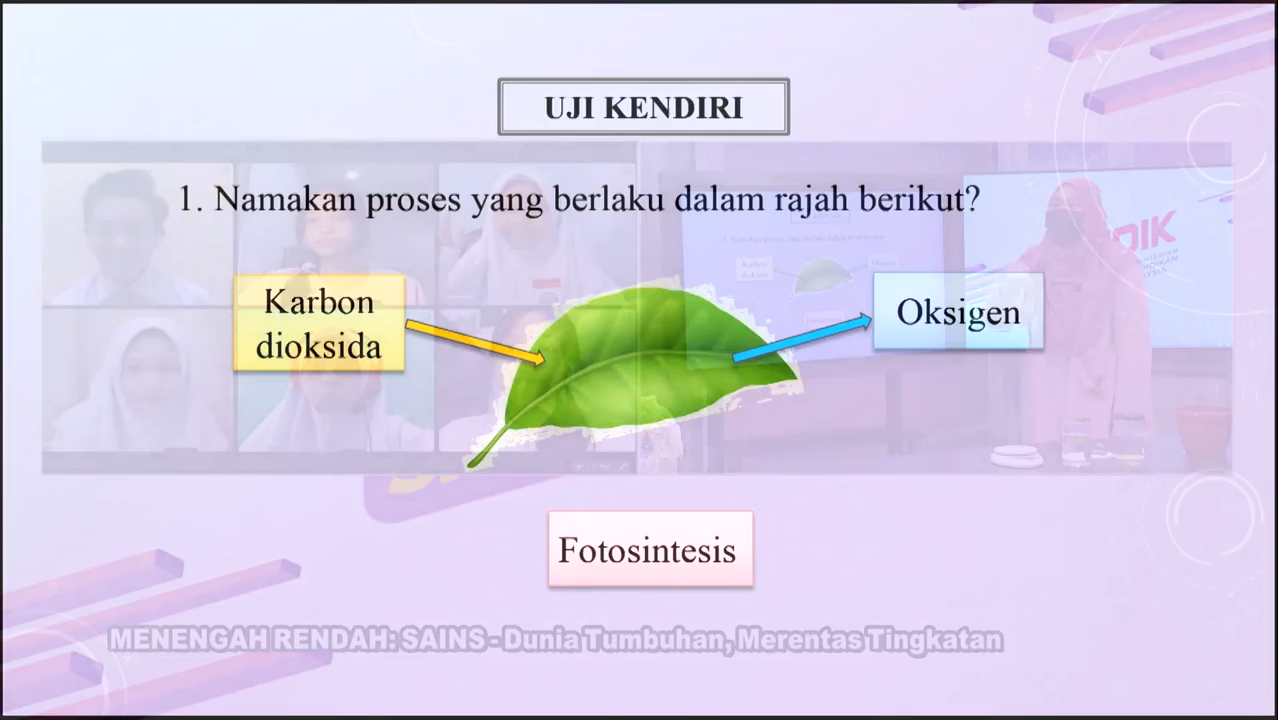 UJI KENDIRI
1. Namakan proses yang berlaku dalam rajah berikut?
Karbon
dioksida
Oksigen
Fotosintesis
MENENGAH RENDAH: SAINS - Dunia Tumbuhan, Merentas Tingkatan